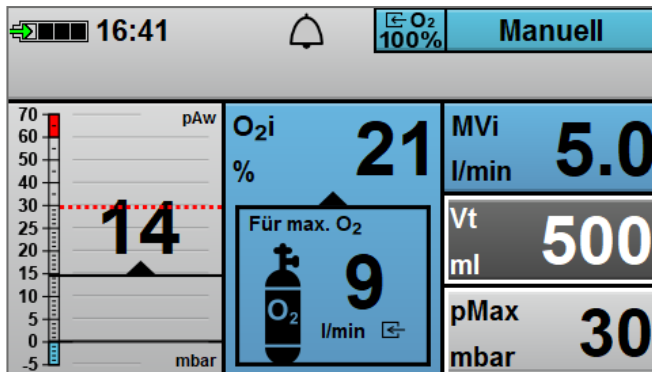 16:41
O2
100%
Manuell
70
60
50
40
30
25
20
15
10
5
0
-5
pAw
14
mbar
O2i
%
21
Für max. O2
O2
9
l/min
MVi
l/min
5.0
Vt
ml
500
pMax
mbar
30